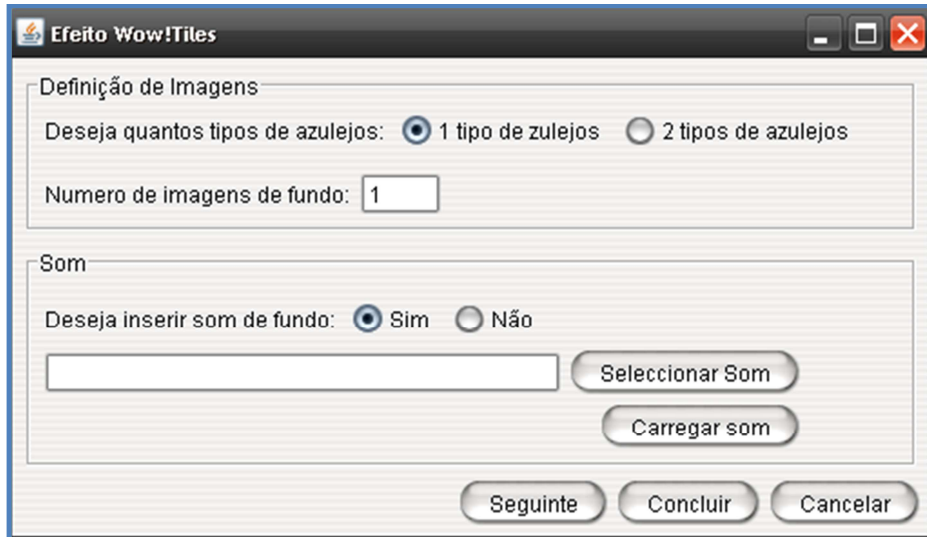 Efeito Wow!Tiles
Definição de Imagens
Deseja quantos tipos de azulejos: 1 tipo de zulejos 2 tipos de azulejos
Numero de imagens de fundo: 1
Som
Deseja inserir som de fundo: Sim Não
Seleccionar Som
Carregar som
Seguinte Concluir Cancelar